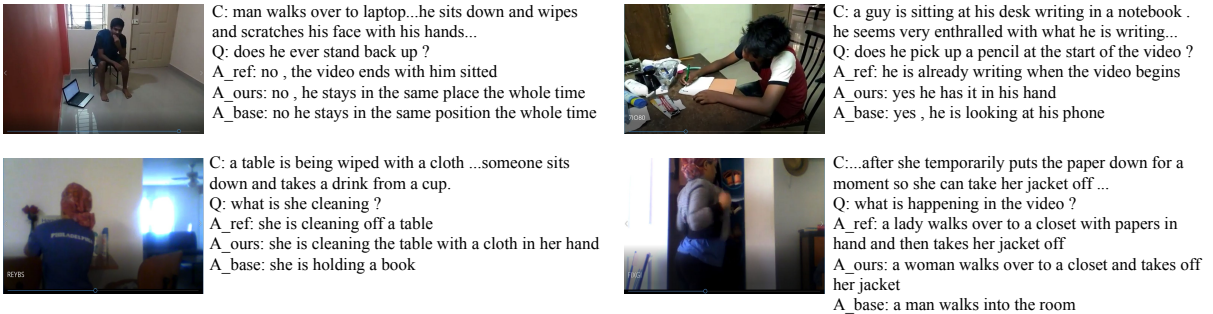 C: man walks over to laptop...he sits down and wipes
and scratches his face with his hands...
Q: does he ever stand back up ?
A_ref: no , the video ends with him sitted
A_ours: no , he stays in the same place the whole time
A_base: no he stays in the same position the whole time
C: a guy is sitting at his desk writing in a notebook .
he seems very enthralled with what he is writing...
Q: does he pick up a pencil at the start of the video ?
A_ref: he is already writing when the video begins
A_ours: yes he has it in his hand
A_base: yes , he is looking at his phone
C: a table is being wiped with a cloth ...someone sits
down and takes a drink from a cup.
Q: what is she cleaning ?
A_ref: she is cleaning off a table
A_ours: she is cleaning the table with a cloth in her hand
A_base: she is holding a book
PHILADELPHIA
REYBS
C:...after she temporarily puts the paper down for a
moment so she can take her jacket off ...
Q: what is happening in the video ?
A_ref: a lady walks over to a closet with papers in
hand and then takes her jacket off
A_ours: a woman walks over to a closet and takes off
her jacket
A_base: a man walks into the room